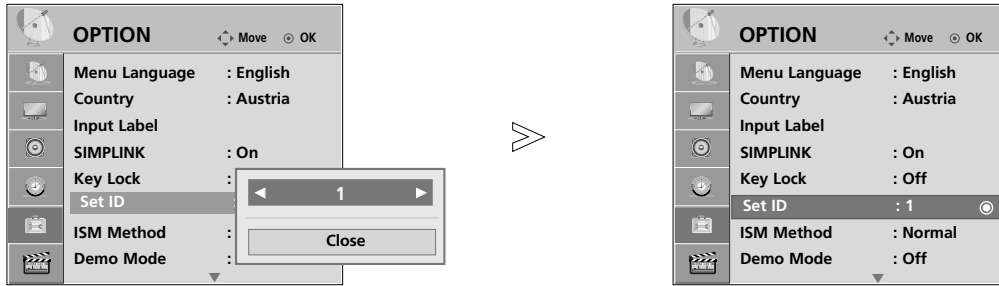 OPTION Move OK
Menu Language : English
Country : Austria
Input Label
SIMPLINK : On
Key Lock :
Set ID :
ISM Method :
Demo Mode :
1
Close
OPTION Move OK
Menu Language : English
Country : Austria
Input Label
SIMPLINK : On
Key Lock : Off
Set ID : 1
ISM Method : Normal
Demo Mode : Off